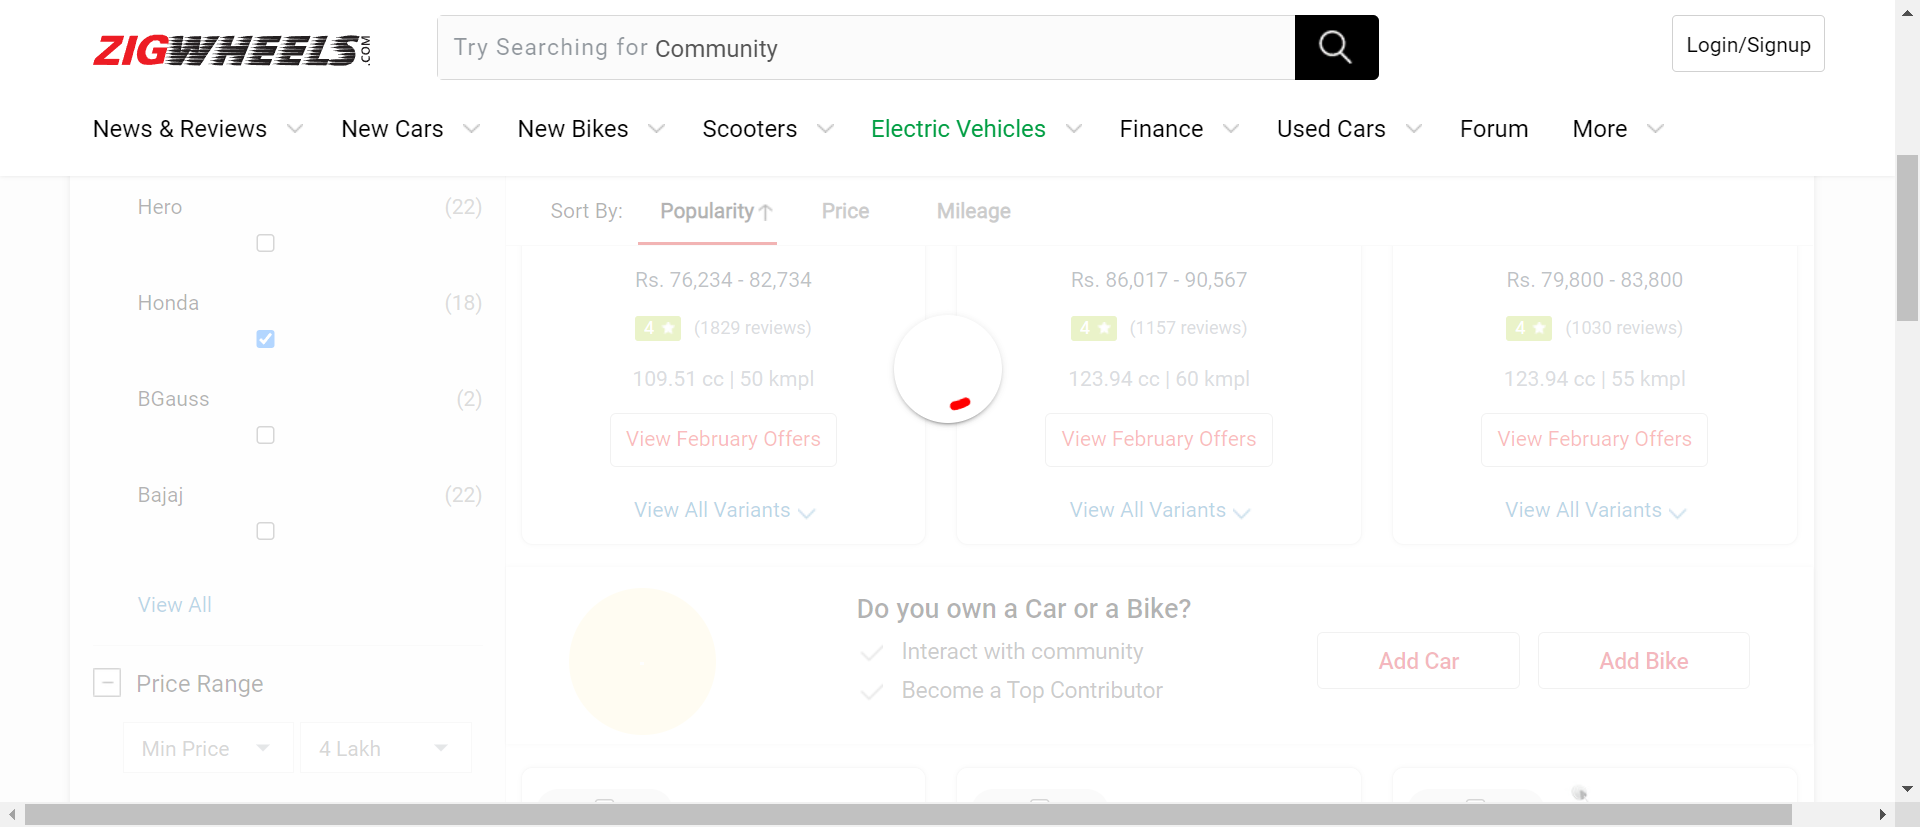 ZIGWHEELS.COM
Try Searching for Community
Login/Signup
News & Reviews New Cars New Bikes Scooters Electric Vehicles Finance Used Cars Forum More
Hero (22)
Honda (18)
BGauss (2)
Bajaj (22)
View All
Price Range
Min Price 4 Lakh
Sort By: Popularity Price Mileage
Rs. 76,234 - 82,734
4 (1829 reviews)
109.51 cc | 50 kmpl
View February Offers
View All Variants
Rs. 86,017 - 90,567
4 (1157 reviews)
123.94 cc | 60 kmpl
View February Offers
View All Variants
Rs. 79,800 - 83,800
4 (1030 reviews)
123.94 cc | 55 kmpl
View February Offers
View All Variants
Do you own a Car or a Bike?
Interact with community
Become a Top Contributor
Add Car Add Bike